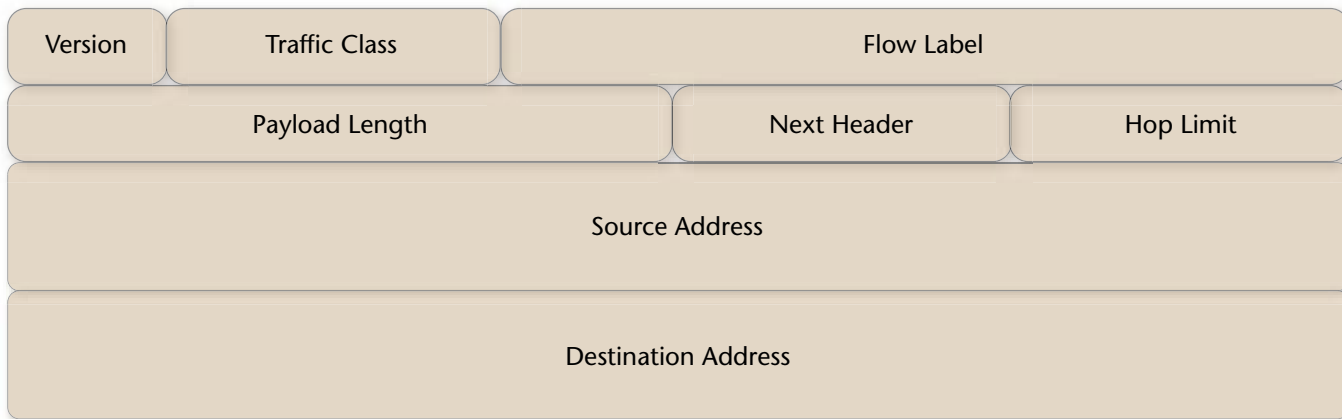 Version Traffic Class Flow Label
Payload Length Next Header Hop Limit
Source Address
Destination Address